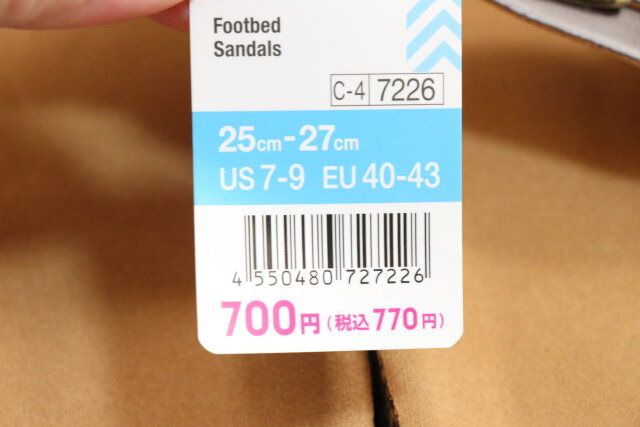 Footbed
Sandals
C-4 7226
25cm-27cm
US 7-9 EU 40-43
4 550480 727226
700円(税込770円)